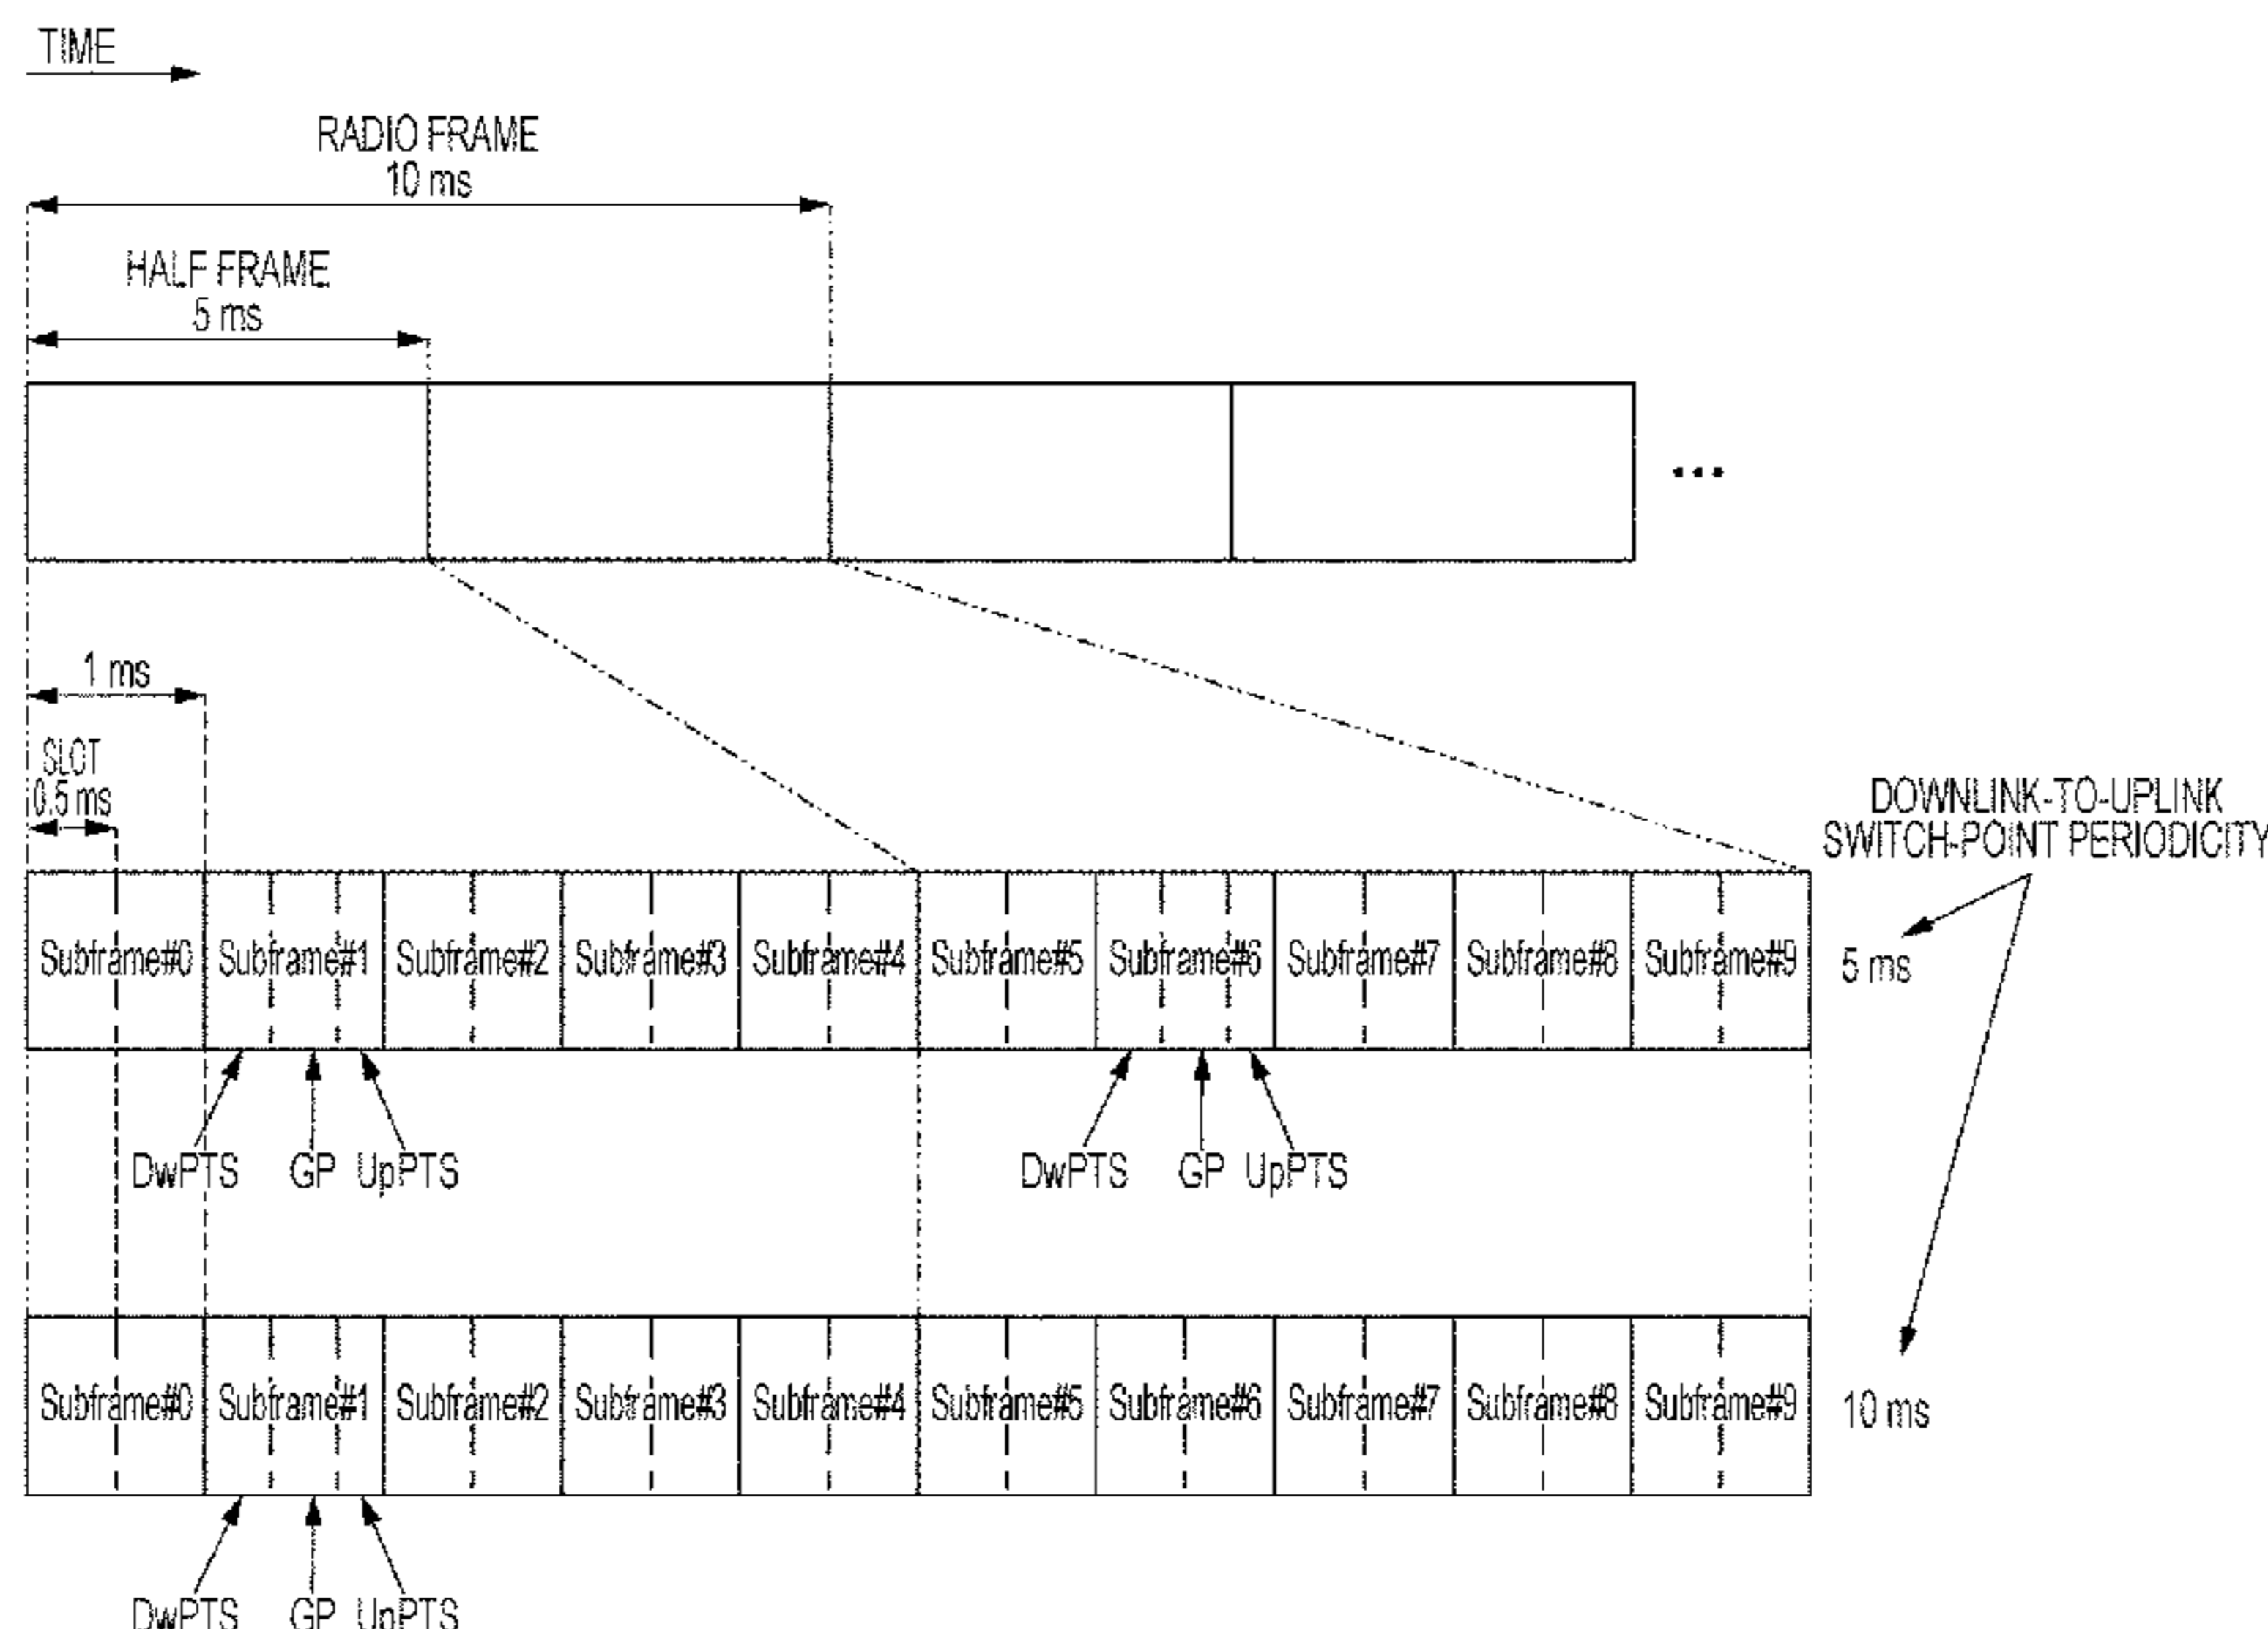 TIME
RADIO FRAME
10 ms
HALF FRAME
5 ms
...
1 ms
SLOT
0.5 ms
DOWNLINK-TO-UPLINK
SWITCH-POINT PERIODICITY
Subframe#0 Subframe#1 Subframe#2 Subframe#3 Subframe#4 Subframe#5 Subframe#6 Subframe#7 Subframe#8 Subframe#9 5 ms
DwPTS GP UpPTS DwPTS GP UpPTS
Subframe#0 Subframe#1 Subframe#2 Subframe#3 Subframe#4 Subframe#5 Subframe#6 Subframe#7 Subframe#8 Subframe#9 10 ms
DwPTS GP UpPTS